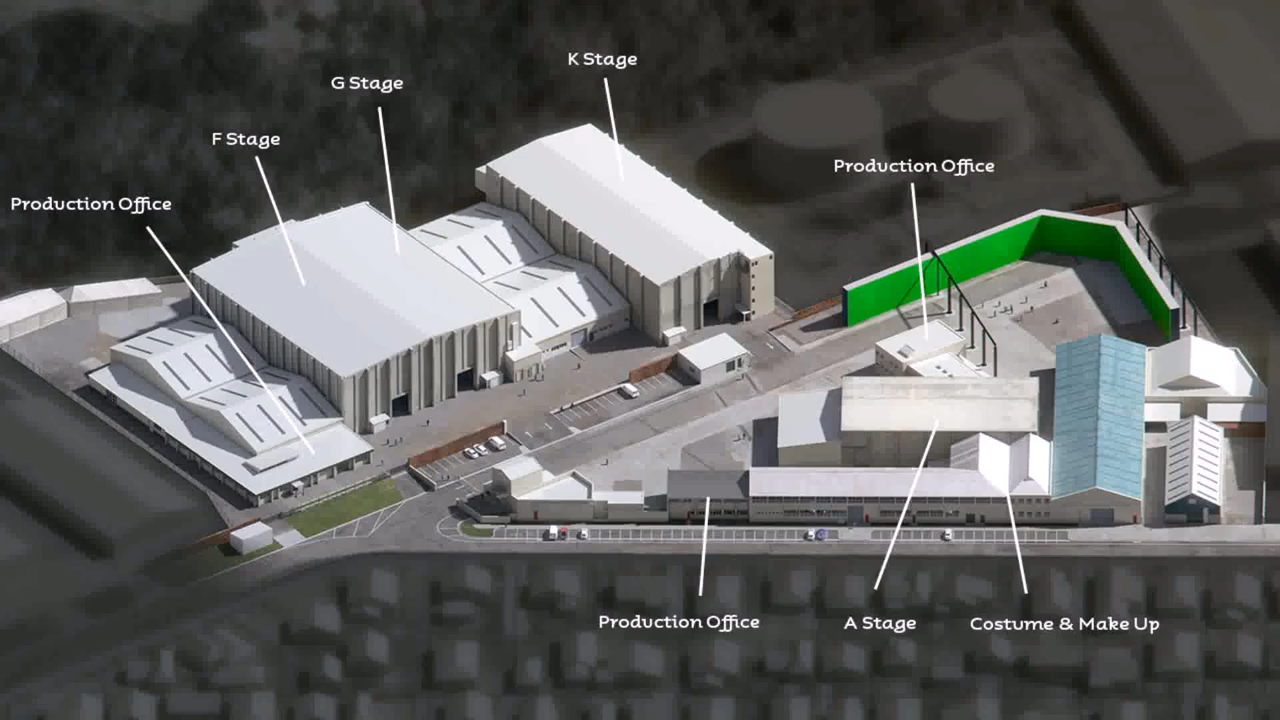 K Stage
G Stage
F Stage
Production Office
Production Office
Production Office
A Stage
Costume & Make Up